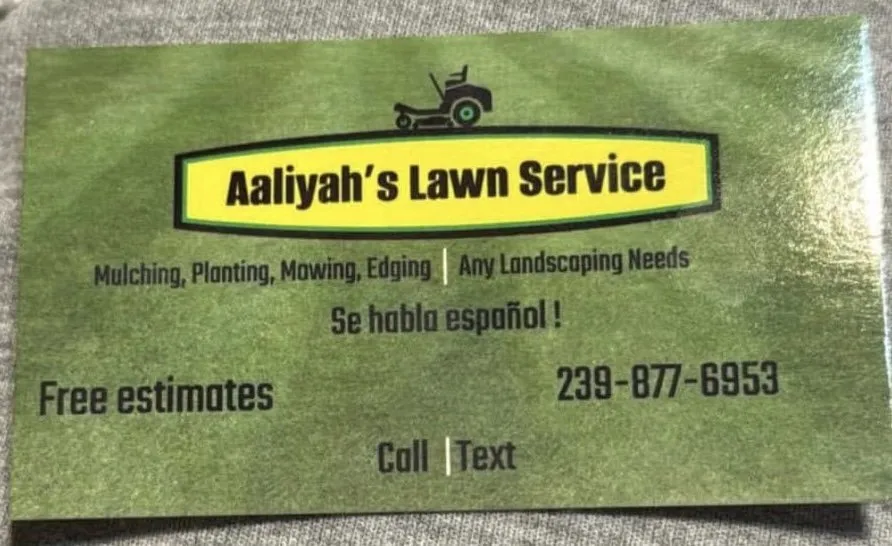 Aaliyah's Lawn Service
Mulching, Planting, Mowing, Edging | Any Landscaping Needs
Se habla español !
Free estimates
239-877-6953
Call | Text